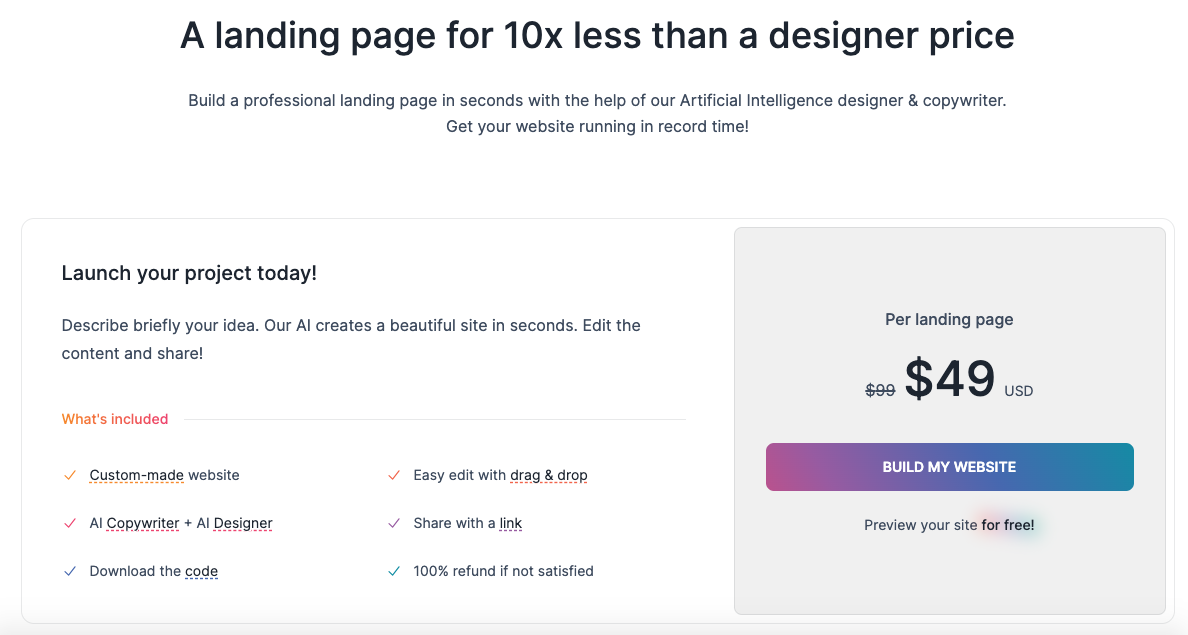 A landing page for 10x less than a designer price
Build a professional landing page in seconds with the help of our Artificial Intelligence designer & copywriter.
Get your website running in record time!
Launch your project today!
Describe briefly your idea. Our AI creates a beautiful site in seconds. Edit the
content and share!
What's included
Custom-made website
Easy edit with drag & drop
AI Copywriter + AI Designer
Share with a link
Download the code
100% refund if not satisfied
Per landing page
$99 $49 USD
BUILD MY WEBSITE
Preview your site for free!